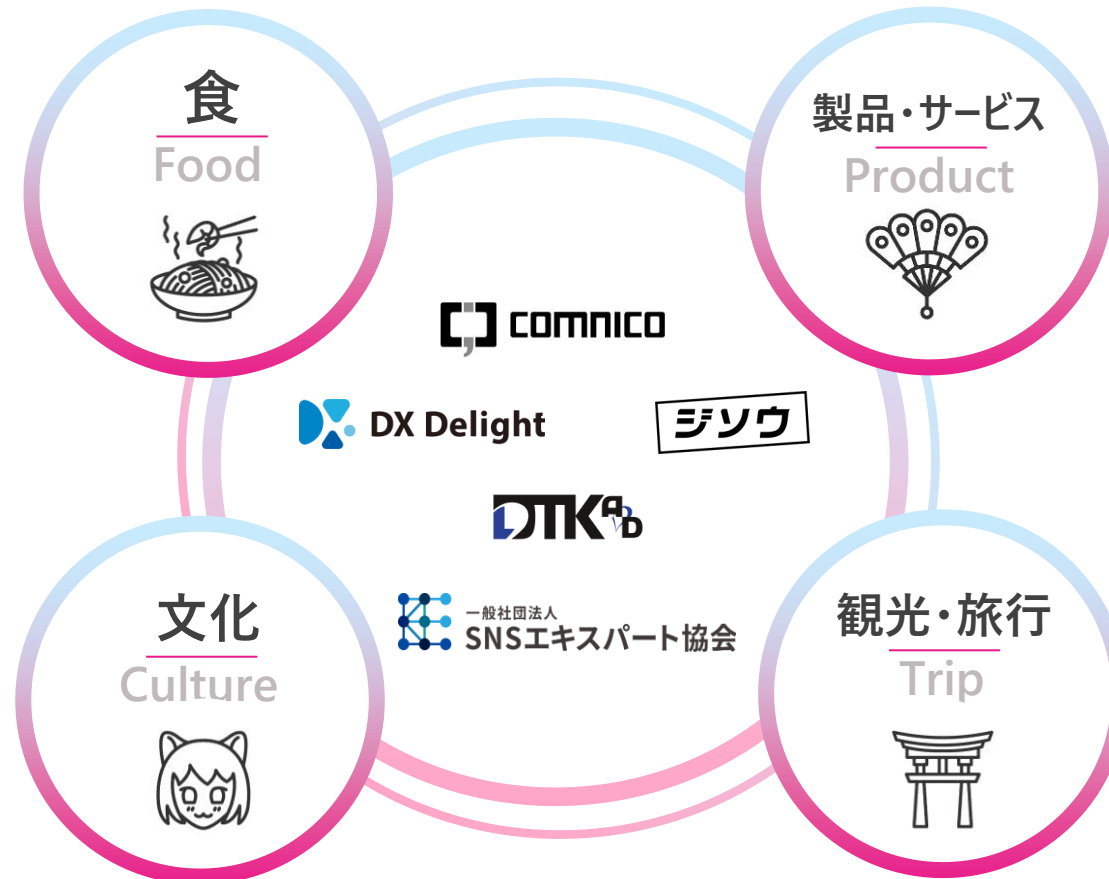 食
Food
製品・サービス
Product
COMNICO
DX Delight
ジソウ
DTK AD
一般社団法人
SNSエキスパート協会
文化
Culture
観光・旅行
Trip